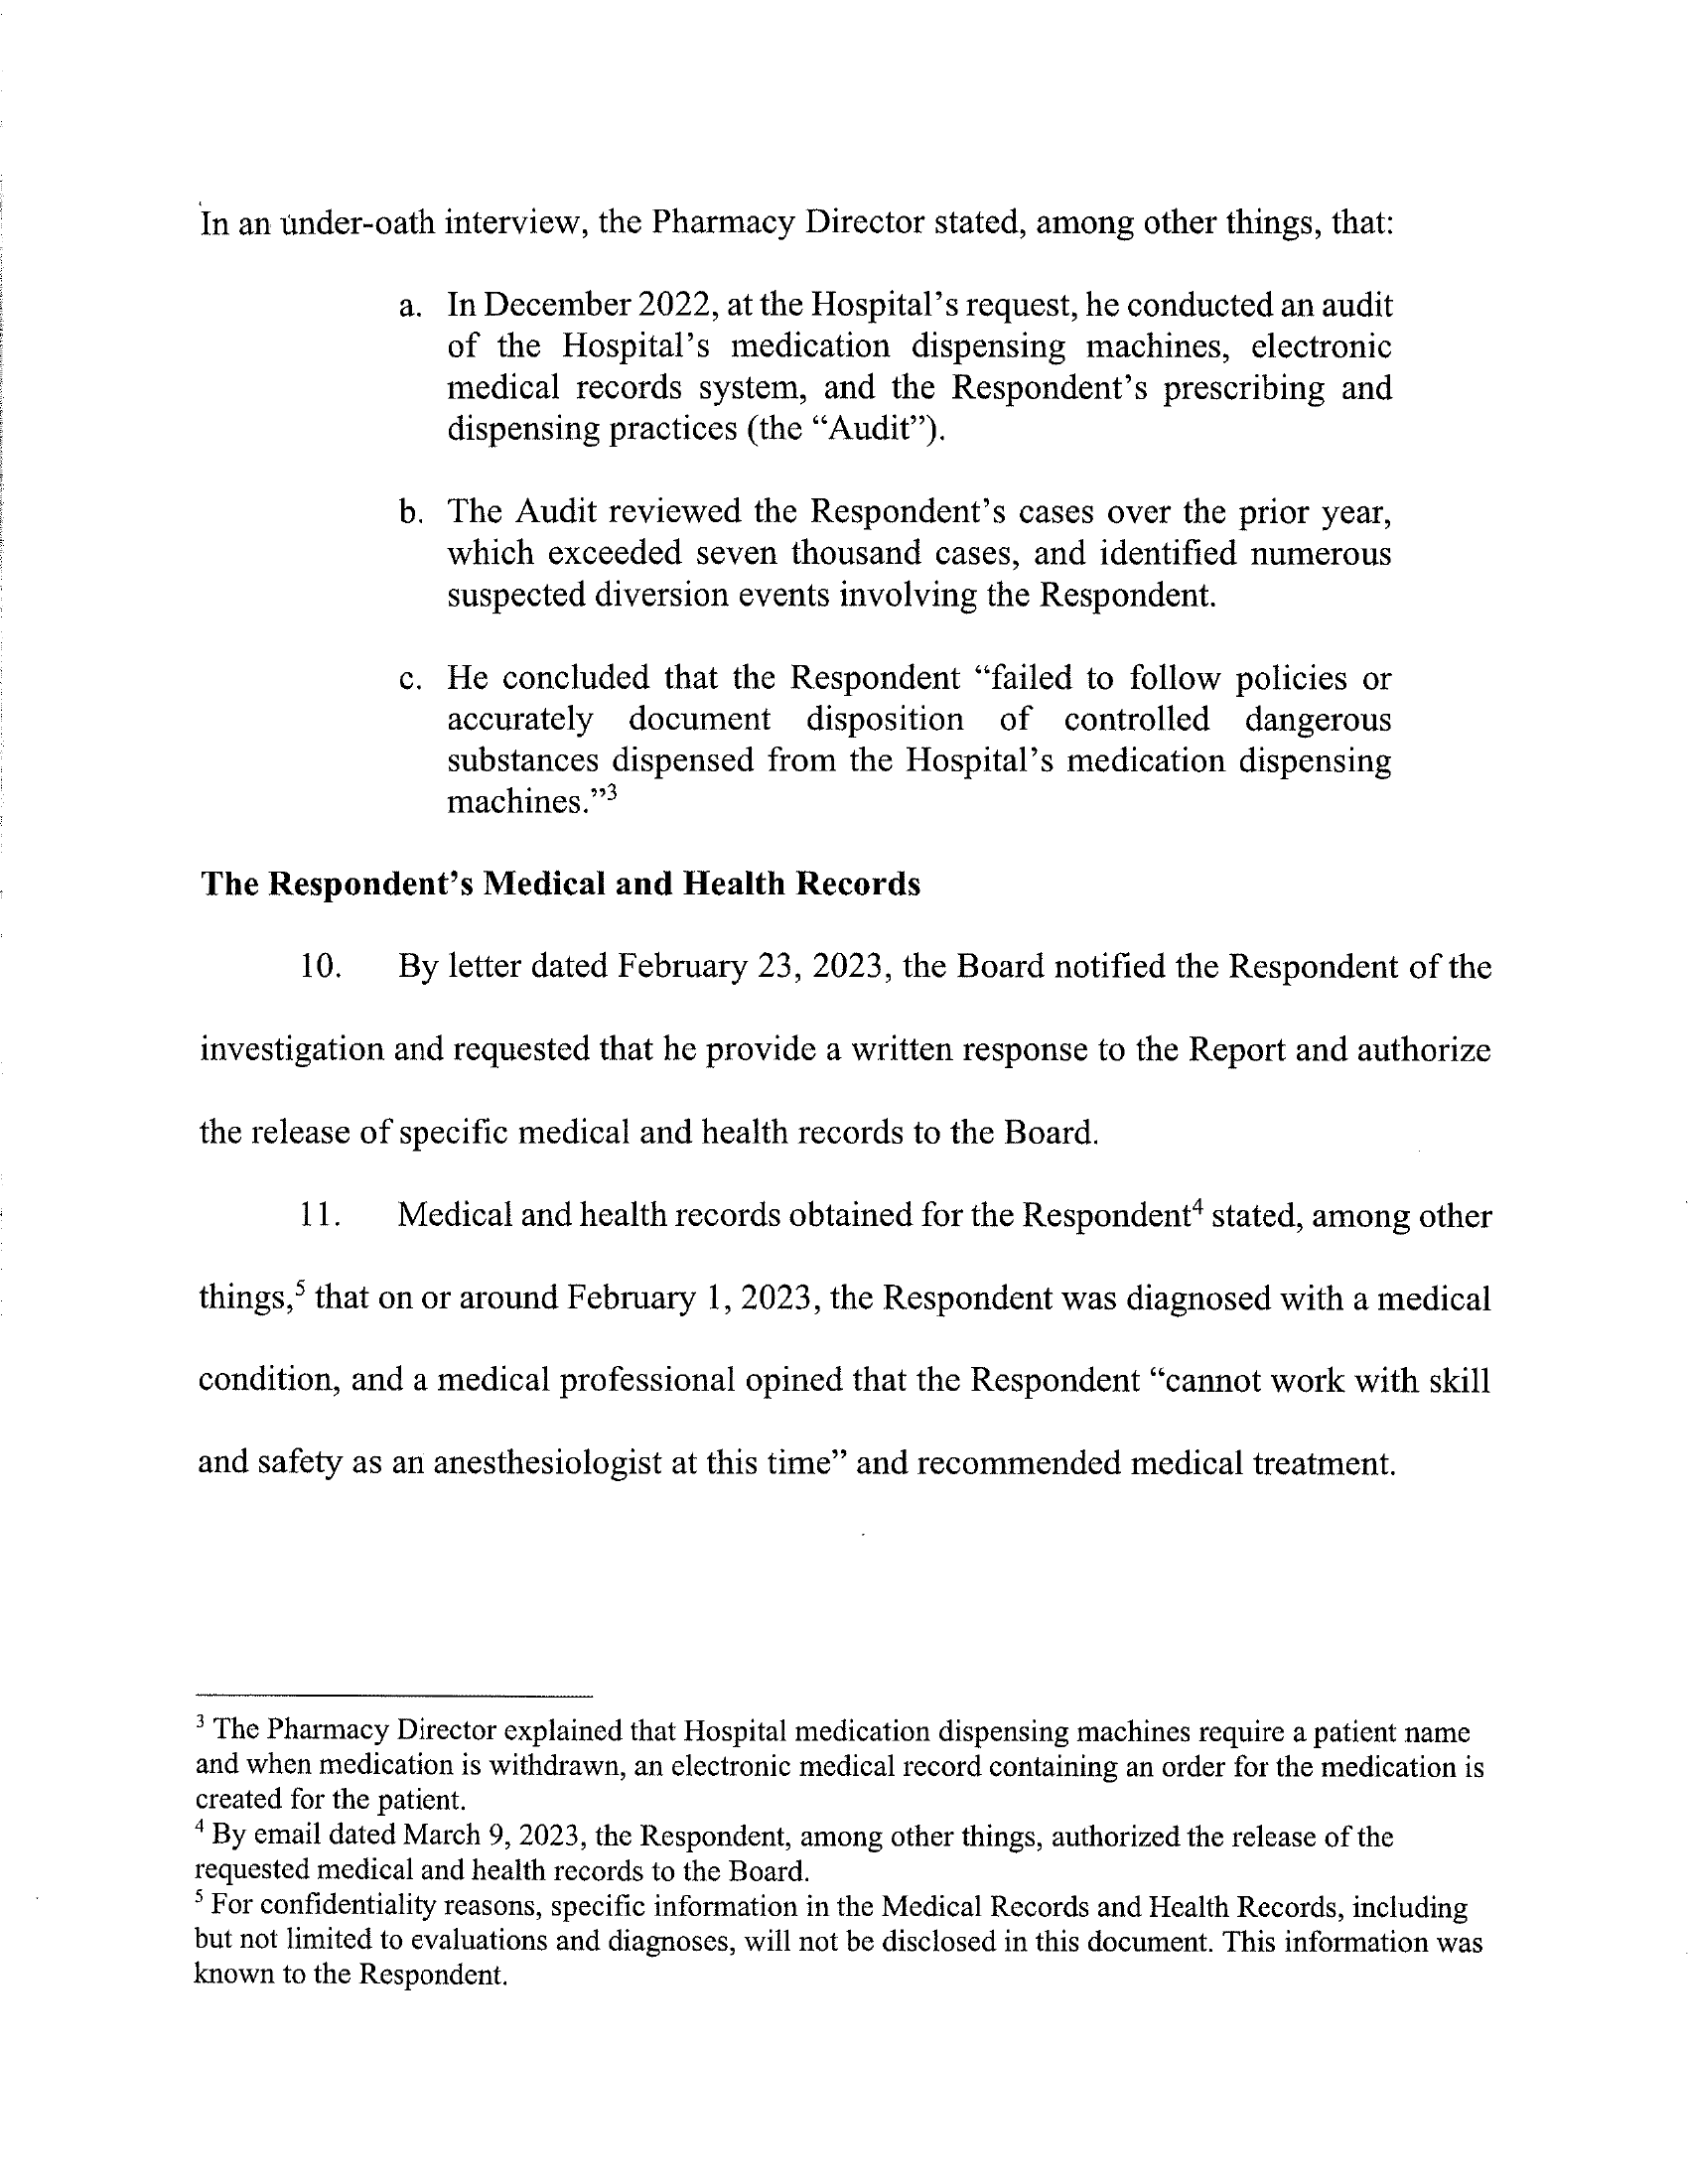 In an under-oath interview, the Pharmacy Director stated, among other things, that:
a. In December 2022, at the Hospital's request, he conducted an audit
of the Hospital's medication dispensing machines, electronic
medical records system, and the Respondent's prescribing and
dispensing practices (the “Audit”).
b. The Audit reviewed the Respondent's cases over the prior year,
which exceeded seven thousand cases, and identified numerous
suspected diversion events involving the Respondent.
c. He concluded that the Respondent “failed to follow policies or
accurately document disposition of controlled dangerous
substances dispensed from the Hospital's medication dispensing
machines.”3
The Respondent's Medical and Health Records
10. By letter dated February 23, 2023, the Board notified the Respondent of the
investigation and requested that he provide a written response to the Report and authorize
the release of specific medical and health records to the Board.
11. Medical and health records obtained for the Respondent4 stated, among other
things,5 that on or around February 1, 2023, the Respondent was diagnosed with a medical
condition, and a medical professional opined that the Respondent “cannot work with skill
and safety as an anesthesiologist at this time” and recommended medical treatment.
3 The Pharmacy Director explained that Hospital medication dispensing machines require a patient name
and when medication is withdrawn, an electronic medical record containing an order for the medication is
created for the patient.
4 By email dated March 9, 2023, the Respondent, among other things, authorized the release of the
requested medical and health records to the Board.
5 For confidentiality reasons, specific information in the Medical Records and Health Records, including
but not limited to evaluations and diagnoses, will not be disclosed in this document. This information was
known to the Respondent.